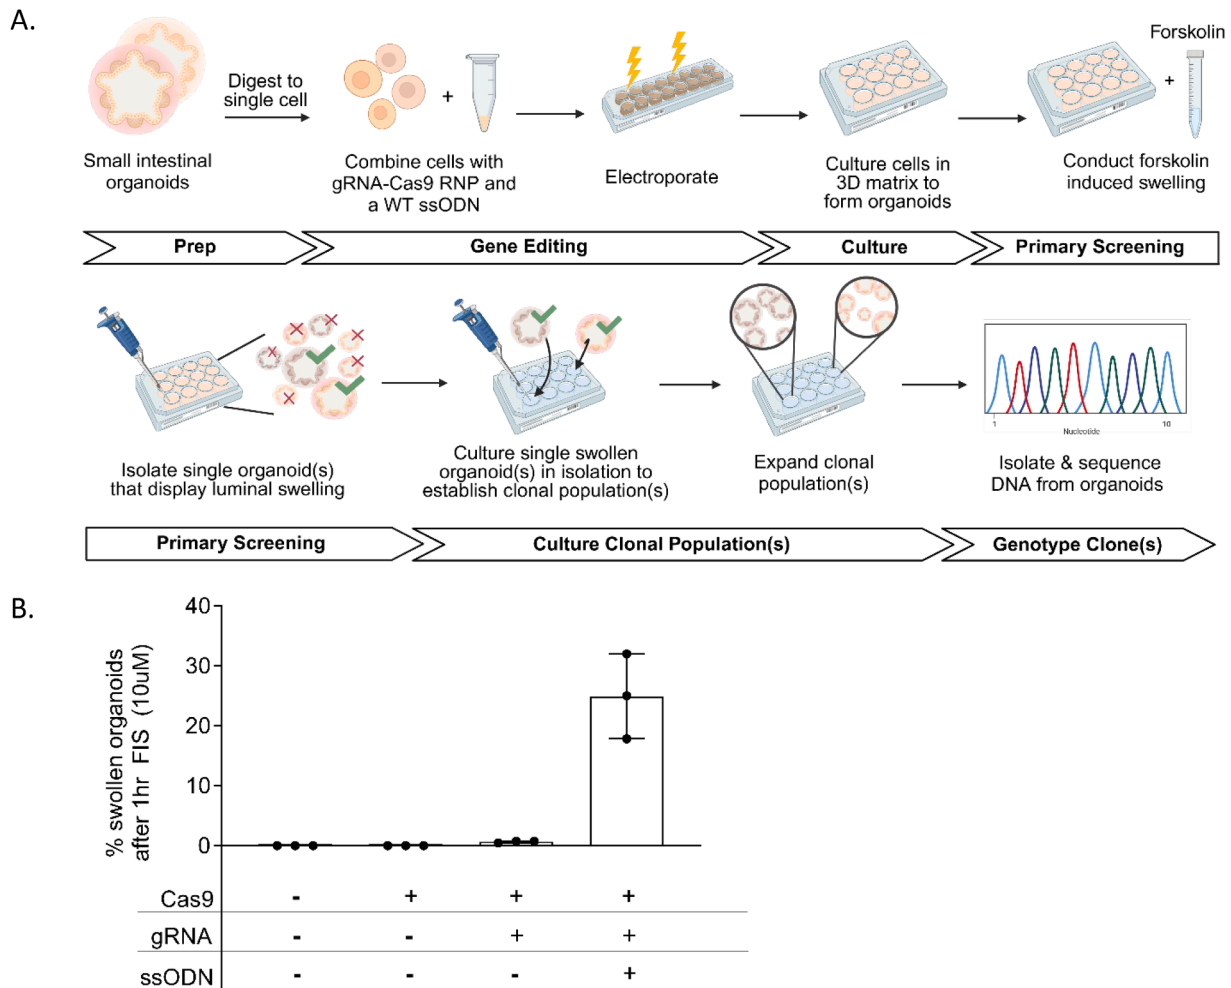 A.
Forskolin
Digest to
single cell
+
+
Small intestinal
organoids
Combine cells with
gRNA-Cas9 RNP and
a WT ssODN
Electroporate
Culture cells in
3D matrix to
form organoids
Conduct forskolin
induced swelling
Prep
Gene Editing
Culture
Primary Screening
1
Nucleotide
10
Isolate single organoid(s)
that display luminal swelling
Culture single swollen
organoid(s) in isolation to
establish clonal population(s)
Expand clonal
population(s)
Isolate & sequence
DNA from organoids
Primary Screening
Culture Clonal Population(s)
Genotype Clone(s)
B.
% swollen organoids
after 1hr FIS (10uM)
40
30
20
10
0
Cas9 - + + +
gRNA - - + +
ssODN - - - +